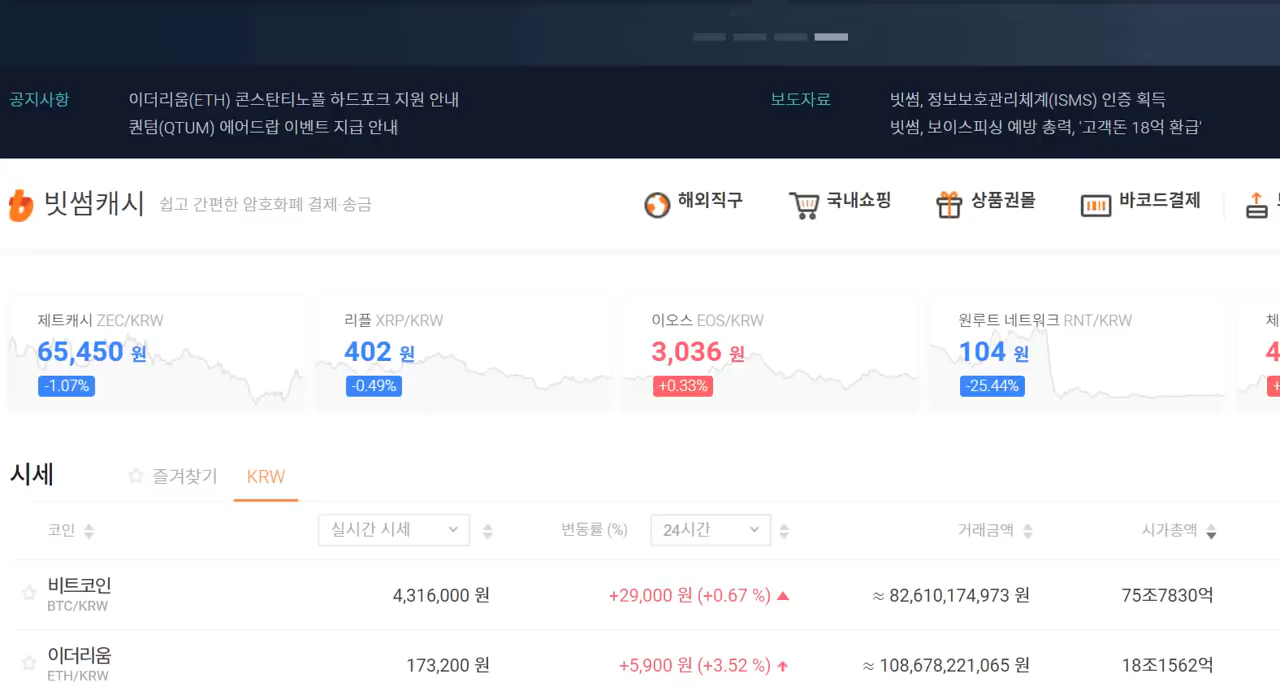 공지사항
이더리움(ETH) 콘스탄티노플 하드포크 지원 안내
퀀텀(QTUM) 에어드랍 이벤트 지급 안내
보도자료
빗썸, 정보보호관리체계(ISMS) 인증 획득
빗썸, 보이스피싱 예방 총력, '고객돈 18억 환급'
빗썸캐시 쉽고 간편한 암호화폐 결제·송금
해외직구
국내쇼핑
상품권몰
바코드결제
제트캐시 ZEC/KRW
65,450 원
-1.07%
리플 XRP/KRW
402 원
-0.49%
이오스 EOS/KRW
3,036 원
+0.33%
원루트 네트워크 RNT/KRW
104 원
-25.44%
체
4
+
시세 즐겨찾기 KRW
코인 실시간 시세 변동률 (%) 24시간 거래금액 시가총액
비트코인 4,316,000 원 +29,000 원 (+0.67 %) ▲ ≈ 82,610,174,973 원 75조7830억
BTC/KRW
이더리움 173,200 원 +5,900 원 (+3.52 %) ↑ ≈ 108,678,221,065 원 18조1562억
ETH/KRW